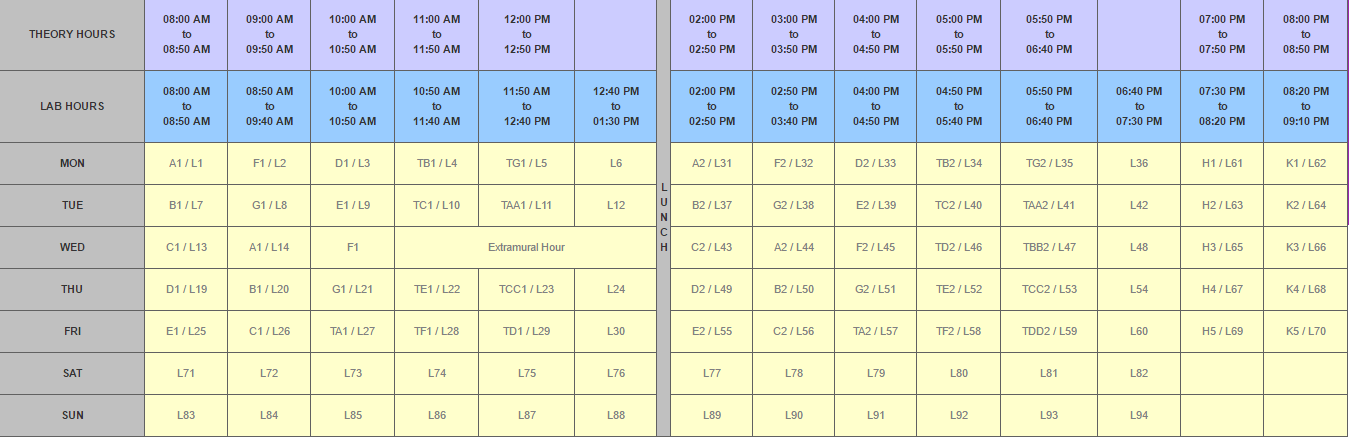 THEORY HOURS 08:00 AM to 08:50 AM 09:00 AM to 09:50 AM 10:00 AM to 10:50 AM 11:00 AM to 11:50 AM 12:00 PM to 12:50 PM LUNCH 02:00 PM to 02:50 PM 03:00 PM to 03:50 PM 04:00 PM to 04:50 PM 05:00 PM to 05:50 PM 05:50 PM to 06:40 PM 07:00 PM to 07:50 PM 08:00 PM to 08:50 PM
LAB HOURS 08:00 AM to 08:50 AM 08:50 AM to 09:40 AM 10:00 AM to 10:50 AM 10:50 AM to 11:40 AM 11:50 AM to 12:40 PM 12:40 PM to 01:30 PM 02:00 PM to 02:50 PM 02:50 PM to 03:40 PM 04:00 PM to 04:50 PM 04:50 PM to 05:40 PM 05:50 PM to 06:40 PM 06:40 PM to 07:30 PM 07:30 PM to 08:20 PM 08:20 PM to 09:10 PM
MON A1 / L1 F1 / L2 D1 / L3 TB1 / L4 TG1 / L5 L6 A2 / L31 F2 / L32 D2 / L33 TB2 / L34 TG2 / L35 L36 H1 / L61 K1 / L62
TUE B1 / L7 G1 / L8 E1 / L9 TC1 / L10 TAA1 / L11 L12 B2 / L37 G2 / L38 E2 / L39 TC2 / L40 TAA2 / L41 L42 H2 / L63 K2 / L64
WED C1 / L13 A1 / L14 F1 Extramural Hour C2 / L43 A2 / L44 F2 / L45 TD2 / L46 TBB2 / L47 L48 H3 / L65 K3 / L66
THU D1 / L19 B1 / L20 G1 / L21 TE1 / L22 TCC1 / L23 L24 D2 / L49 B2 / L50 G2 / L51 TE2 / L52 TCC2 / L53 L54 H4 / L67 K4 / L68
FRI E1 / L25 C1 / L26 TA1 / L27 TF1 / L28 TD1 / L29 L30 E2 / L55 C2 / L56 TA2 / L57 TF2 / L58 TDD2 / L59 L60 H5 / L69 K5 / L70
SAT L71 L72 L73 L74 L75 L76 L77 L78 L79 L80 L81 L82
SUN L83 L84 L85 L86 L87 L88 L89 L90 L91 L92 L93 L94